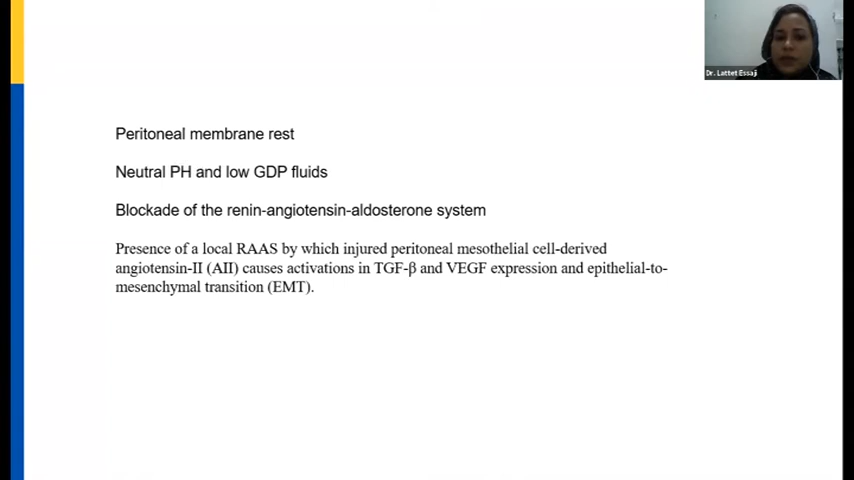 Dr. Lattet Essaji
Peritoneal membrane rest
Neutral PH and low GDP fluids
Blockade of the renin-angiotensin-aldosterone system
Presence of a local RAAS by which injured peritoneal mesothelial cell-derived
angiotensin-II (AII) causes activations in TGF-β and VEGF expression and epithelial-to-
mesenchymal transition (EMT).